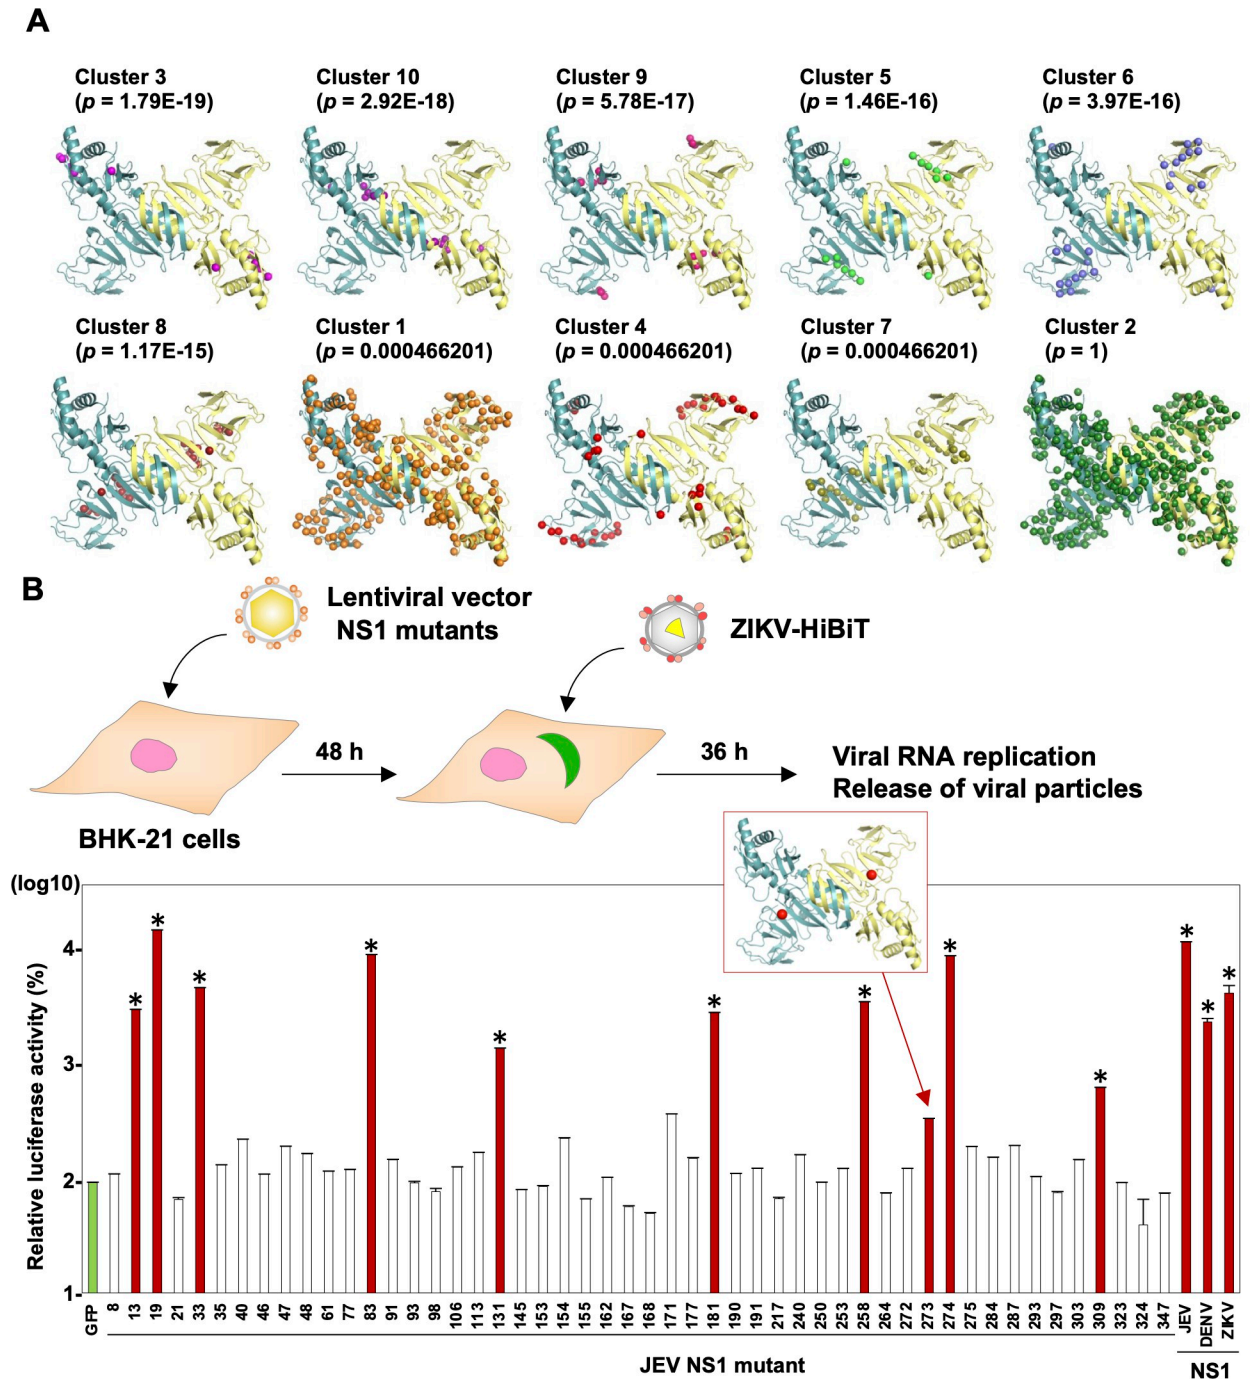 A
Cluster 3
(p = 1.79E-19)
Cluster 10
(p = 2.92E-18)
Cluster 9
(p = 5.78E-17)
Cluster 5
(p = 1.46E-16)
Cluster 6
(p = 3.97E-16)
Cluster 8
(p = 1.17E-15)
Cluster 1
(p = 0.000466201)
Cluster 4
(p = 0.000466201)
Cluster 7
(p = 0.000466201)
Cluster 2
(p = 1)
B
Lentiviral vector
NS1 mutants
ZIKV-HiBiT
48 h
36 h
Viral RNA replication
Release of viral particles
BHK-21 cells
(log10)
Relative luciferase activity (%)
4
3
2
1
* * * * * * * * * * * *
GFP 8 13 19 21 33 35 40 46 47 48 61 77 83 91 93 98 106 113 131 145 153 154 155 162 167 168 171 177 181 190 191 217 240 250 253 258 264 272 273 274 275 284 287 293 297 303 309 323 324 347 JEV DENV ZIKV
JEV NS1 mutant
NS1